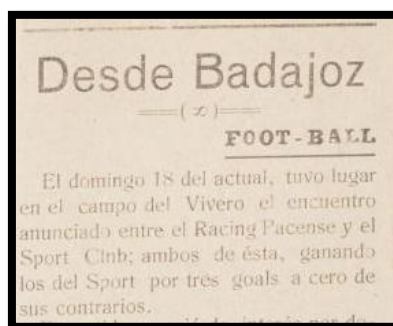 Desde Badajoz
FOOT-BALL
El domingo 18 del actual, tuvo lugar
en el campo del Vivero el encuentro
anunciado entre el Racing Pacense y el
Sport Clnb; ambos de ésta, ganando
los del Sport por tres goals a cero de
sus contrarios.